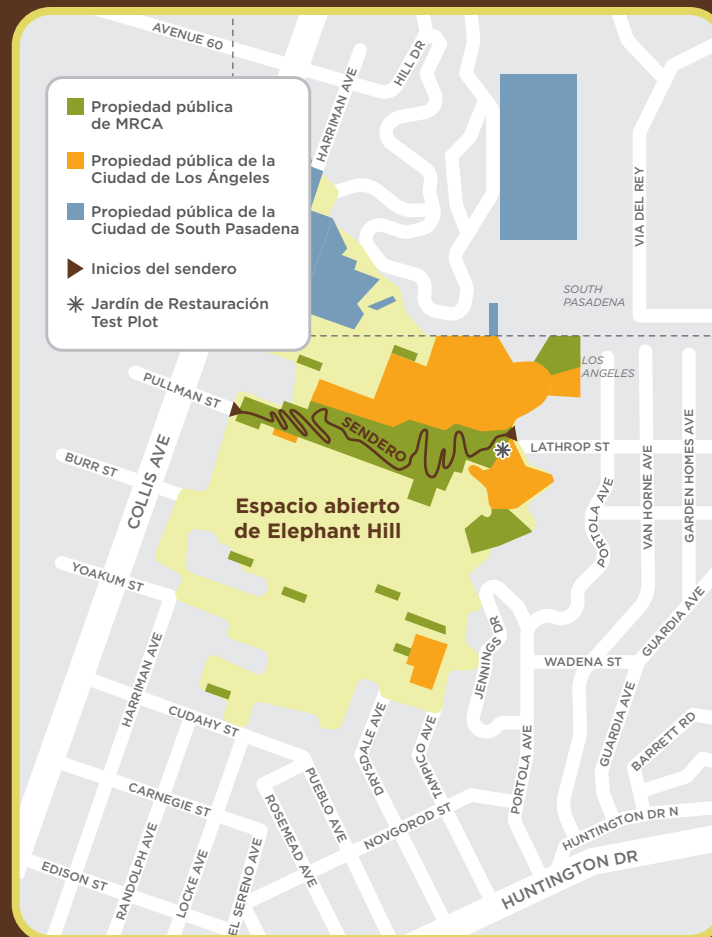 AVENUE 60
HILL DR
HARRIMAN AVE
Propiedad pública
de MRCA
Propiedad pública de la
Ciudad de Los Ángeles
Propiedad pública de la
Ciudad de South Pasadena
Inicios del sendero
Jardín de Restauración
Test Plot
VIA DEL REY
SOUTH
PASADENA
LOS
ANGELES
PULLMAN ST
SENDERO
LATHROP ST
BURR ST
COLLIS AVE
Espacio abierto
de Elephant Hill
PORTOLA AVE
VAN HORNE AVE
GARDEN HOMES AVE
YOAKUM ST
HARRIMAN AVE
JENNINGS DR
WADENA ST
GUARDIA AVE
GUARDIA AVE
BARRETT RD
CUDAHY ST
DRYSDALE AVE
TAMPICO AVE
PORTOLA AVE
CARNEGIE ST
PUEBLO AVE
ROSEMEAD AVE
NOVGOROD ST
HUNTINGTON DR N
HUNTINGTON DR
EDISON ST
RANDOLPH AVE
LOCKE AVE
EL SERENO AVE